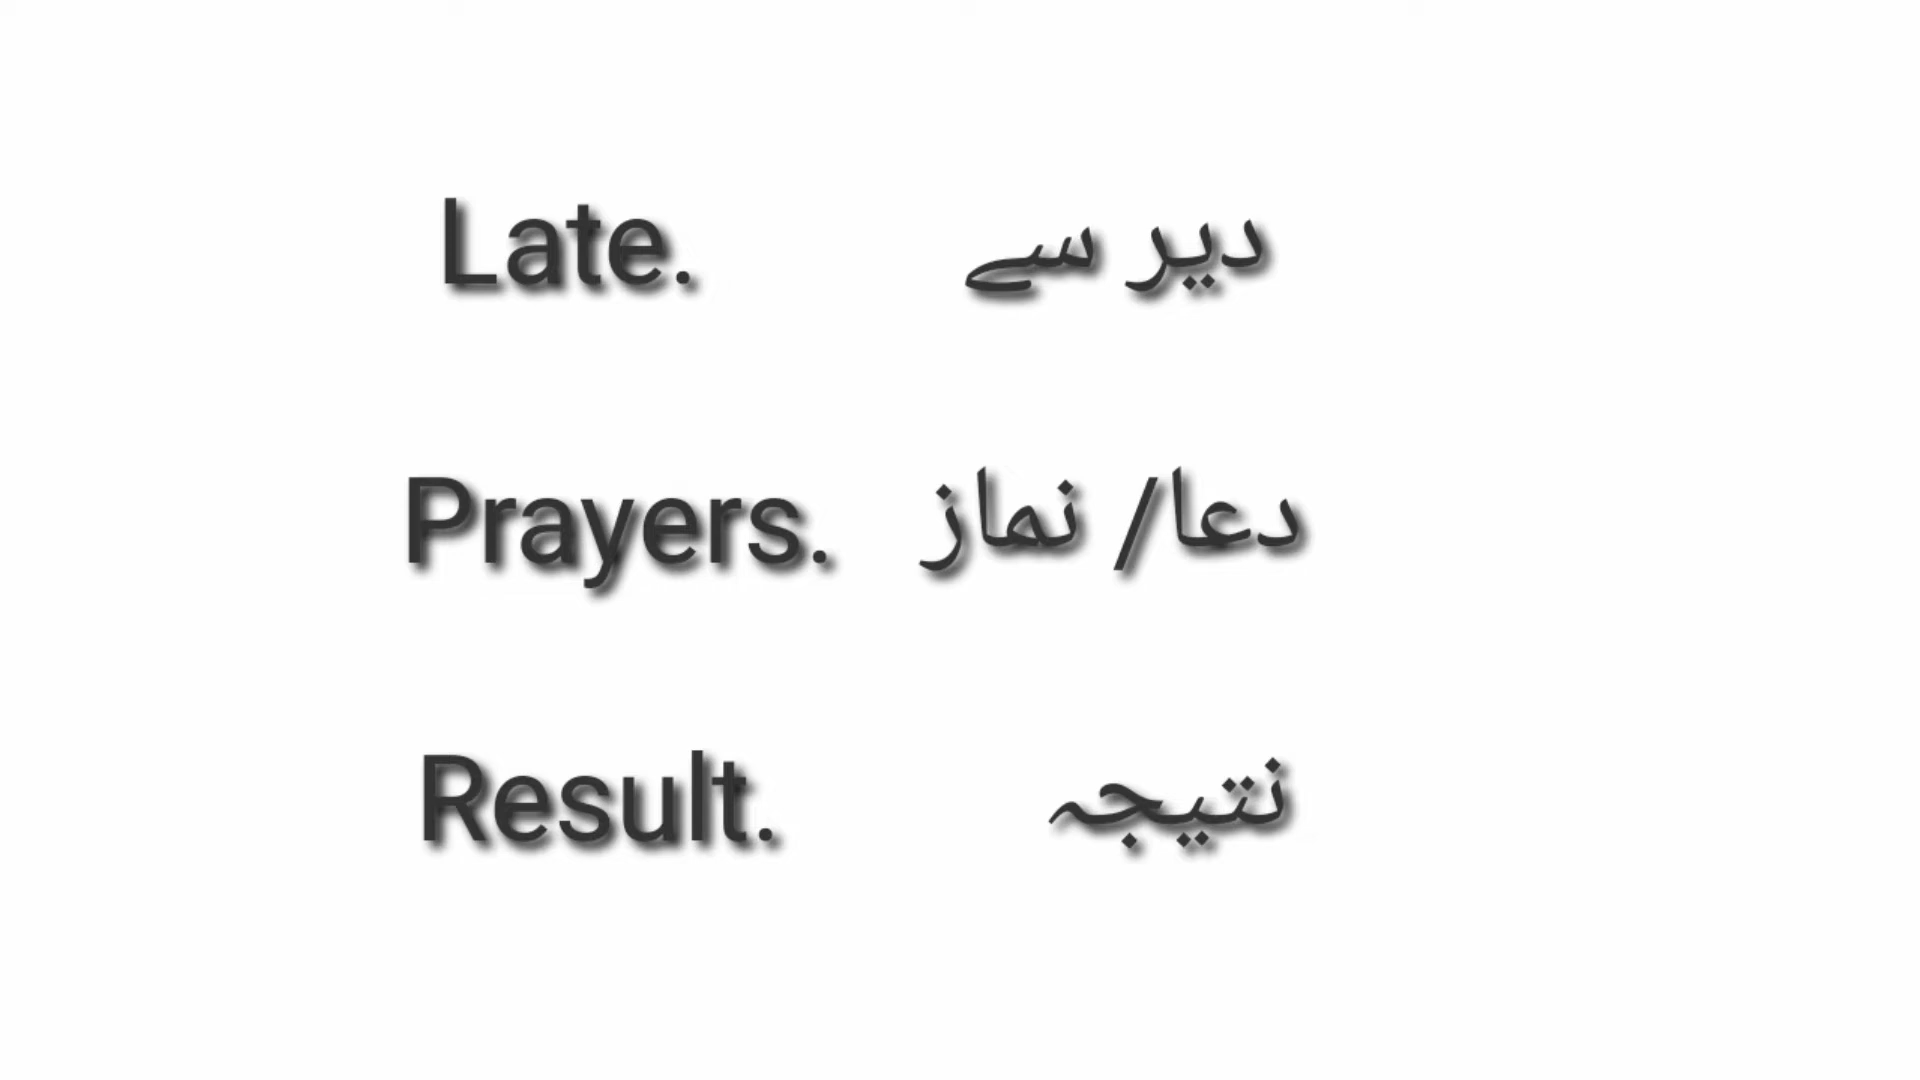 Late. دیر سے
Prayers. دعا/ نماز
Result. نتیجہ